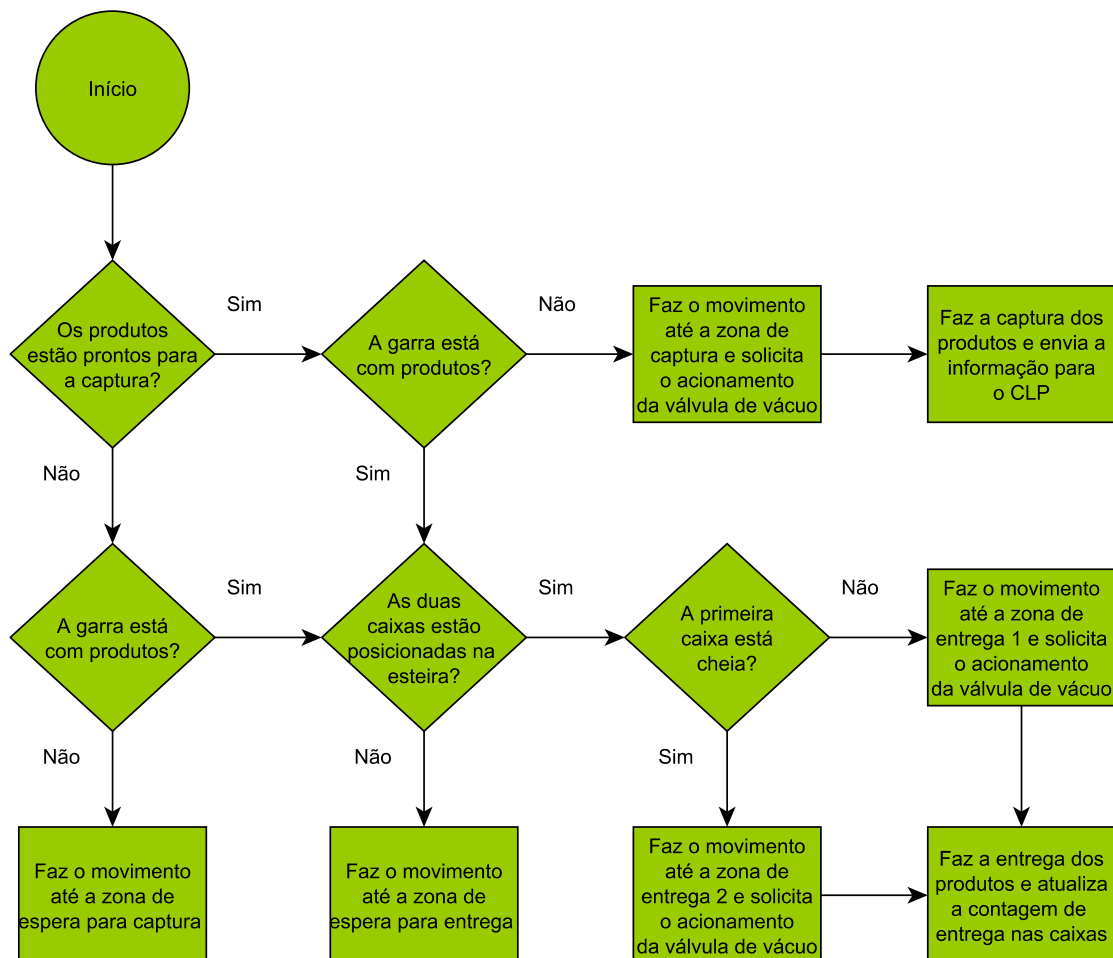 Início
Sim
Não
Os produtos
estão prontos para
a captura?
A garra está
com produtos?
Faz o movimento
até a zona de
captura e solicita
o acionamento
da válvula de vácuo
Faz a captura dos
produtos e envia a
informação para
o CLP
Não
Sim
Sim
Sim
Não
A garra está
com produtos?
As duas
caixas estão
posicionadas na
esteira?
A primeira
caixa está
cheia?
Faz o movimento
até a zona de
entrega 1 e solicita
o acionamento
da válvula de vácuo
Não
Não
Sim
Faz o movimento
até a zona de
espera para captura
Faz o movimento
até a zona de
espera para entrega
Faz o movimento
até a zona de
entrega 2 e solicita
o acionamento
da válvula de vácuo
Faz a entrega dos
produtos e atualiza
a contagem de
entrega nas caixas